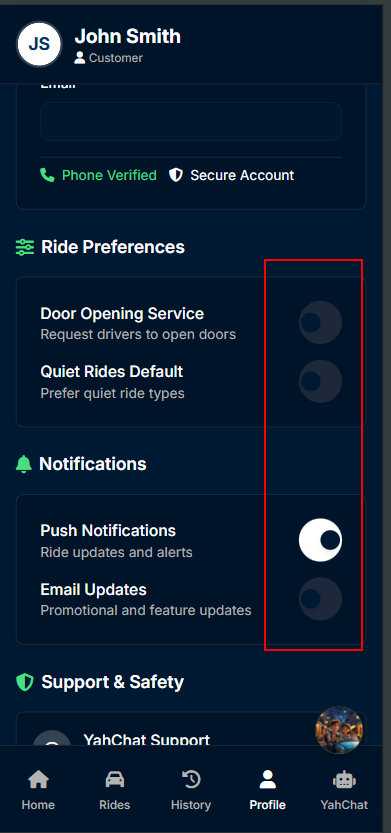 JS
John Smith
Customer
Email
Phone Verified Secure Account
Ride Preferences
Door Opening Service
Request drivers to open doors
Quiet Rides Default
Prefer quiet ride types
Notifications
Push Notifications
Ride updates and alerts
Email Updates
Promotional and feature updates
Support & Safety
YahChat Support
Home Rides History Profile YahChat